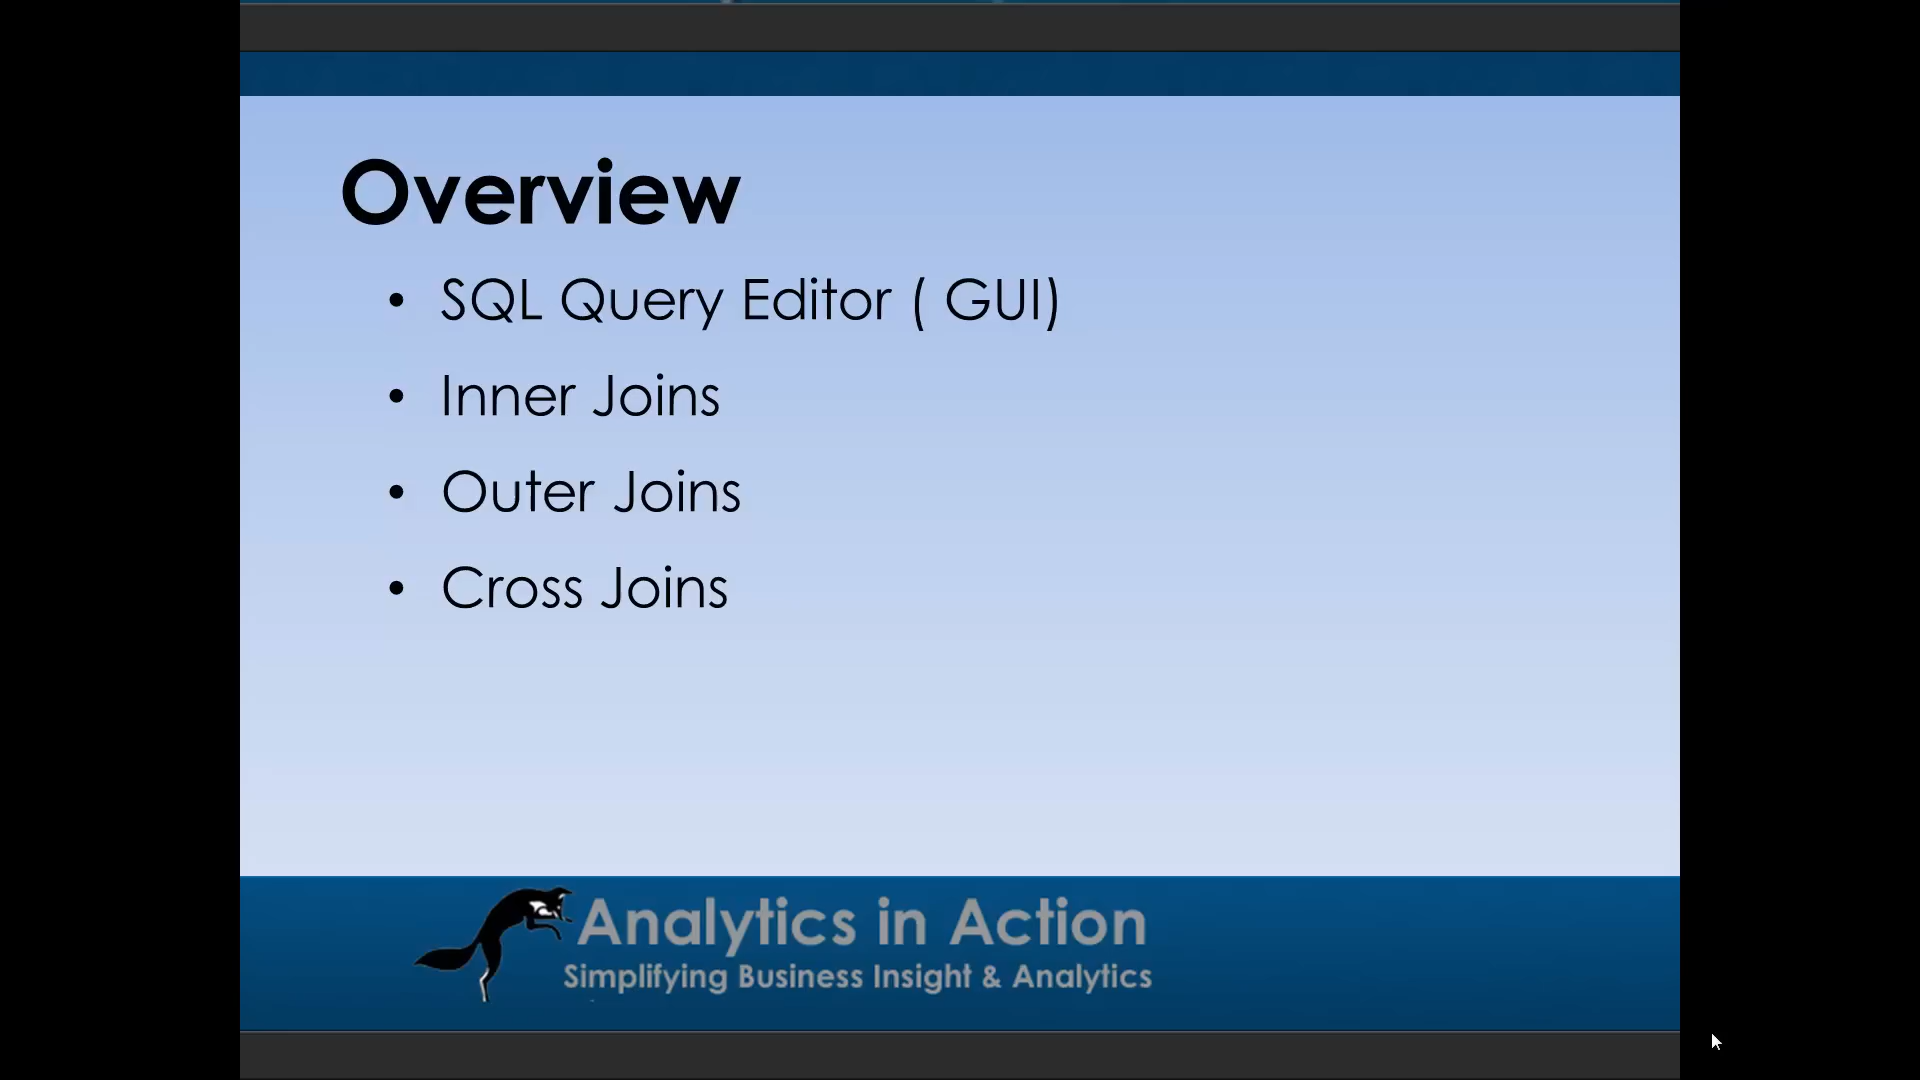 Overview
• SQL Query Editor ( GUI)
• Inner Joins
• Outer Joins
• Cross Joins
Analytics in Action
Simplifying Business Insight & Analytics